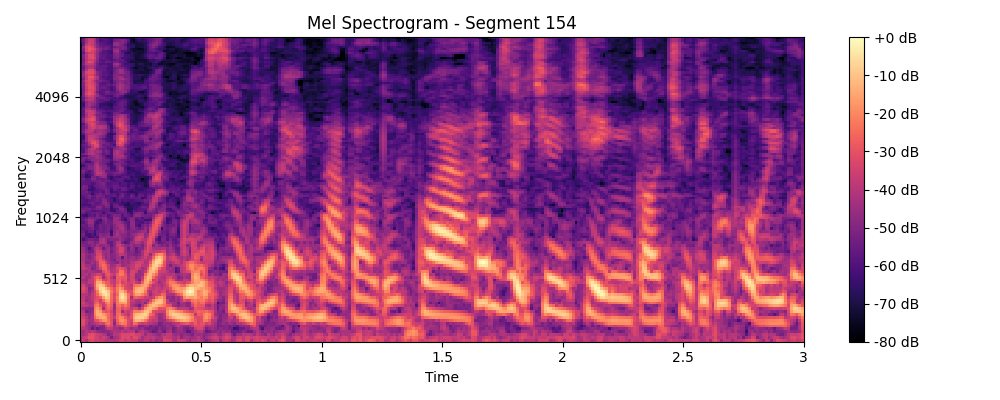 Mel Spectrogram - Segment 154
Frequency
4096
2048
1024
512
0
0
0.5
1
1.5
2
2.5
3
Time
+0 dB
-10 dB
-20 dB
-30 dB
-40 dB
-50 dB
-60 dB
-70 dB
-80 dB